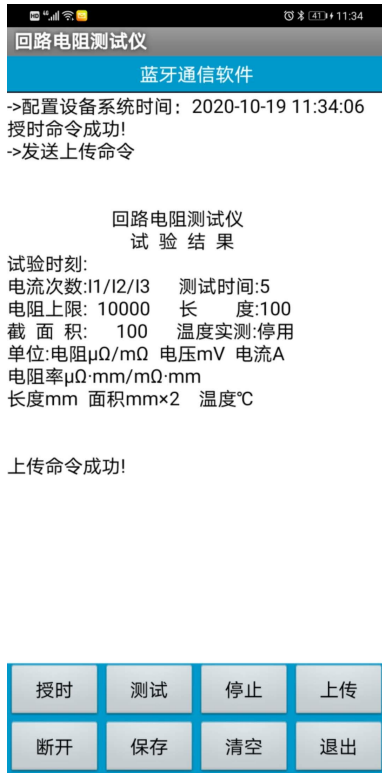 HD 4G 41 11:34
回路电阻测试仪
蓝牙通信软件
->配置设备系统时间：2020-10-19 11:34:06
授时命令成功!
->发送上传命令
回路电阻测试仪
试 验 结 果
试验时刻:
电流次数:I1/I2/I3 测试时间:5
电阻上限: 10000 长 度:100
截 面 积: 100 温度实测:停用
单位:电阻μΩ/mΩ 电压mV 电流A
电阻率μΩ·mm/mΩ·mm
长度mm 面积mm×2 温度℃
上传命令成功!
授时 测试 停止 上传
断开 保存 清空 退出